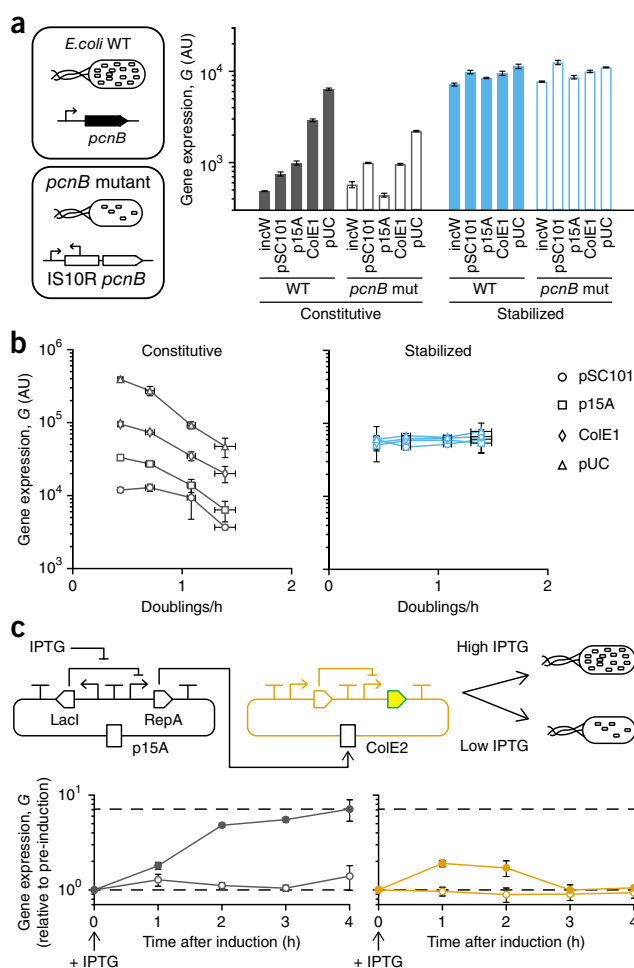 a
E.coli WT
pcnB
pcnB mutant
IS10R pcnB
Gene expression, G (AU)
10^4
10^3
incW
pSC101
p15A
ColE1
pUC
incW
pSC101
p15A
ColE1
pUC
incW
pSC101
p15A
ColE1
pUC
incW
pSC101
p15A
ColE1
pUC
WT
pcnB mut
WT
pcnB mut
Constitutive
Stabilized
b
Gene expression, G (AU)
10^6
10^5
10^4
10^3
Constitutive
0
1
2
Doublings/h
Stabilized
0
1
2
Doublings/h
pSC101
p15A
ColE1
pUC
c
IPTG
LacI
RepA
p15A
ColE2
High IPTG
Low IPTG
Gene expression, G
(relative to pre-induction)
10^1
10^0
0
1
2
3
4
Time after induction (h)
+ IPTG
0
1
2
3
4
Time after induction (h)
+ IPTG